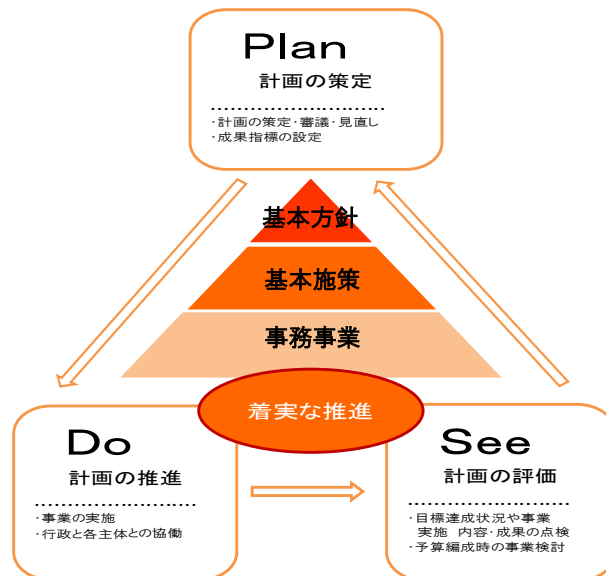 Plan
計画の策定
・計画の策定・審議・見直し
・成果指標の設定
基本方針
基本施策
事務事業
着実な推進
Do
計画の推進
・事業の実施
・行政と各主体との協働
See
計画の評価
・目標達成状況や事業
実施 内容・成果の点検
・予算編成時の事業検討